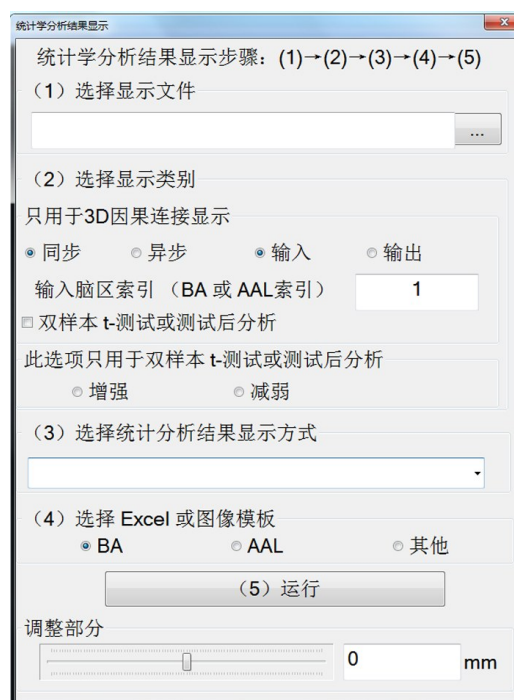 统计学分析结果显示
统计学分析结果显示步骤：(1)→(2)→(3)→(4)→(5)
（1）选择显示文件
...
（2）选择显示类别
只用于3D因果连接显示
同步 异步 输入 输出
输入脑区索引 （BA 或 AAL索引） 1
双样本 t-测试或测试后分析
此选项只用于双样本 t-测试或测试后分析
增强 减弱
（3）选择统计分析结果显示方式
（4）选择 Excel 或图像模板
BA AAL 其他
（5）运行
调整部分
0 mm